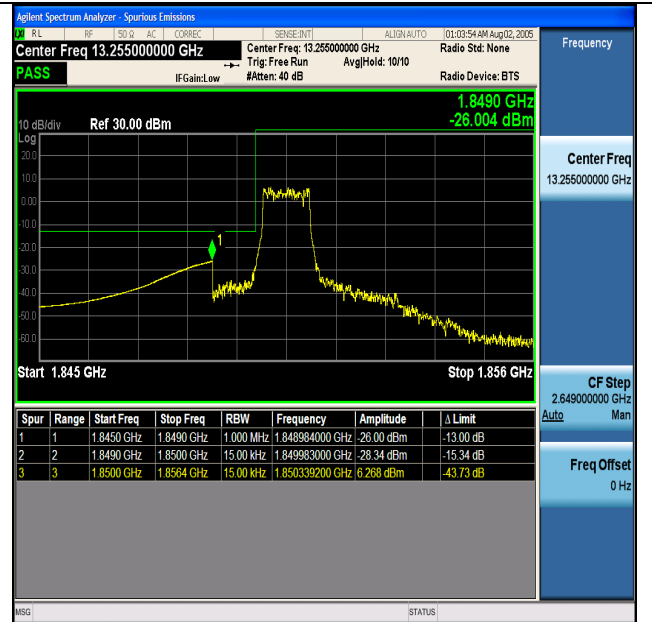 Agilent Spectrum Analyzer - Spurious Emissions
RL RF 50 Ω AC CORREC SENSE:INT ALIGN AUTO 01:03:54 AM Aug 02, 2005
Center Freq 13.255000000 GHz
Center Freq: 13.255000000 GHz
Radio Std: None
Trig: Free Run Avg|Hold: 10/10
PASS
IFGain:Low
#Atten: 40 dB
Radio Device: BTS
1.8490 GHz
-26.004 dBm
10 dB/div Ref 30.00 dBm
Log
20.0
10.0
0.00
-10.0
-20.0
-30.0
-40.0
-50.0
-60.0
1
Start 1.845 GHz
Stop 1.856 GHz
Spur Range Start Freq Stop Freq RBW Frequency Amplitude Δ Limit
1 1 1.8450 GHz 1.8490 GHz 1.000 MHz 1.848984000 GHz -26.00 dBm -13.00 dB
2 2 1.8490 GHz 1.8500 GHz 15.00 kHz 1.849983000 GHz -28.34 dBm -15.34 dB
3 3 1.8500 GHz 1.8564 GHz 15.00 kHz 1.850339200 GHz 6.268 dBm -43.73 dB
MSG
STATUS
Frequency
Center Freq
13.255000000 GHz
CF Step
2.649000000 GHz
Auto Man
Freq Offset
0 Hz